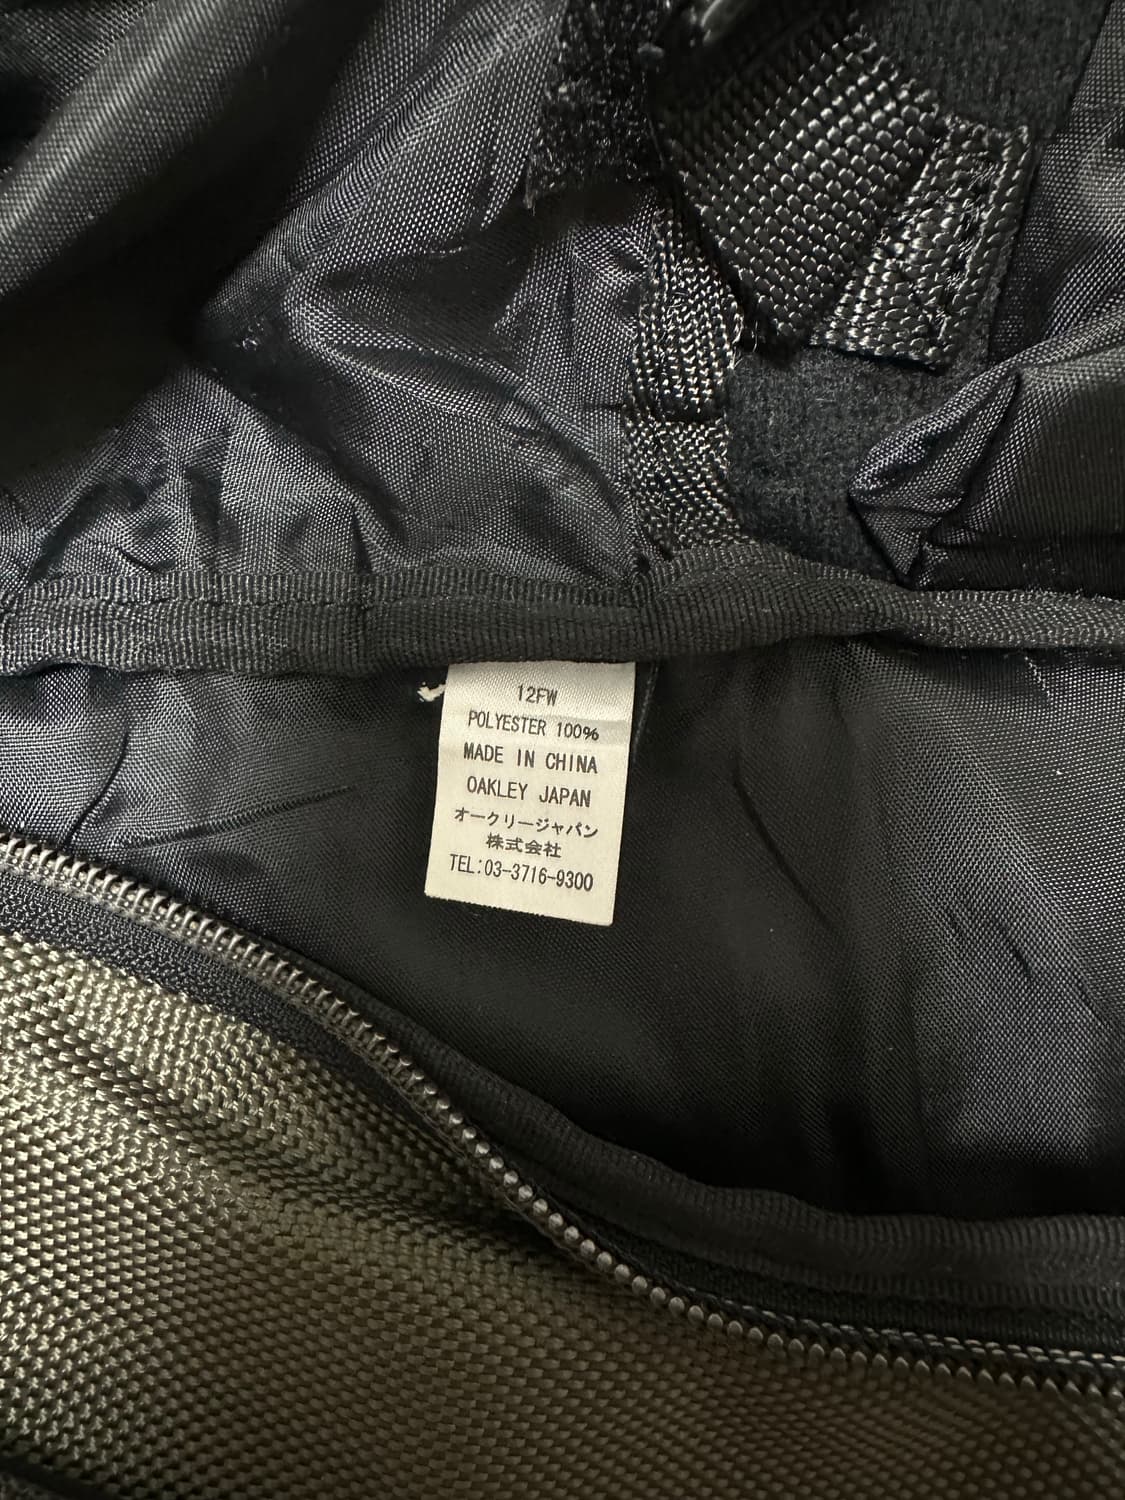 12FW
POLYESTER 100%
MADE IN CHINA
OAKLEY JAPAN
オークリージャパン
株式会社
TEL:03-3716-9300